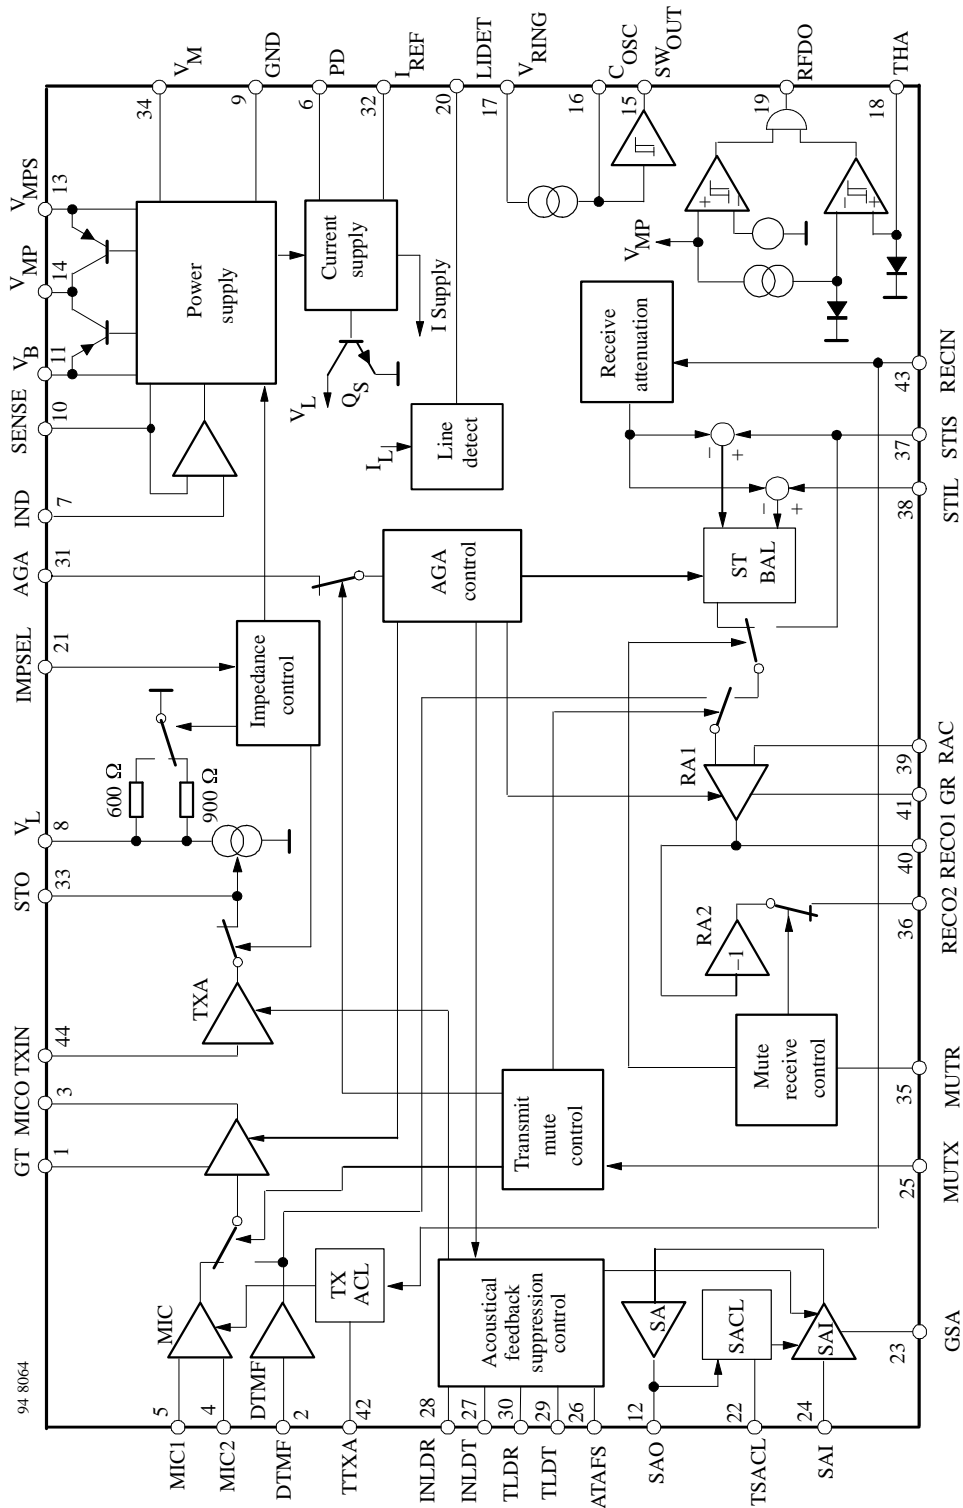 GT
1
MICO
3
TXIN
44
STO
33
V_L
8
IMPSEL
21
AGA
31
IND
7
SENSE
10
V_B
11
V_MP
14
V_MPS
13
94 8064
MIC1
5
MIC2
4
DTMF
2
TTXA
42
INLDR
28
INLDT
27
TLDR
30
TLDT
29
ATAFS
26
SAO
12
TSACL
22
SAI
24
V_M
34
GND
9
PD
6
I_REF
32
LIDET
20
V_RING
17
C_OSC
16
SW_OUT
15
RFDO
19
THA
18
GSA
23
MUTX
25
MUTR
35
RECO2
36
RECO1
40
GR
41
RAC
39
STIL
38
STIS
37
RECIN
43
MIC
DTMF
TXA
600 Ω
900 Ω
Impedance
control
Power
supply
Current
supply
I Supply
V_L
Q_S
I_L
Line
detect
AGA
control
TX
ACL
Acoustical
feedback
suppression
control
Transmit
mute
control
Mute
receive
control
RA2
–1
RA1
ST
BAL
– +
– +
Receive
attenuation
V_MP
+ –
– +
SA
SACL
SAI